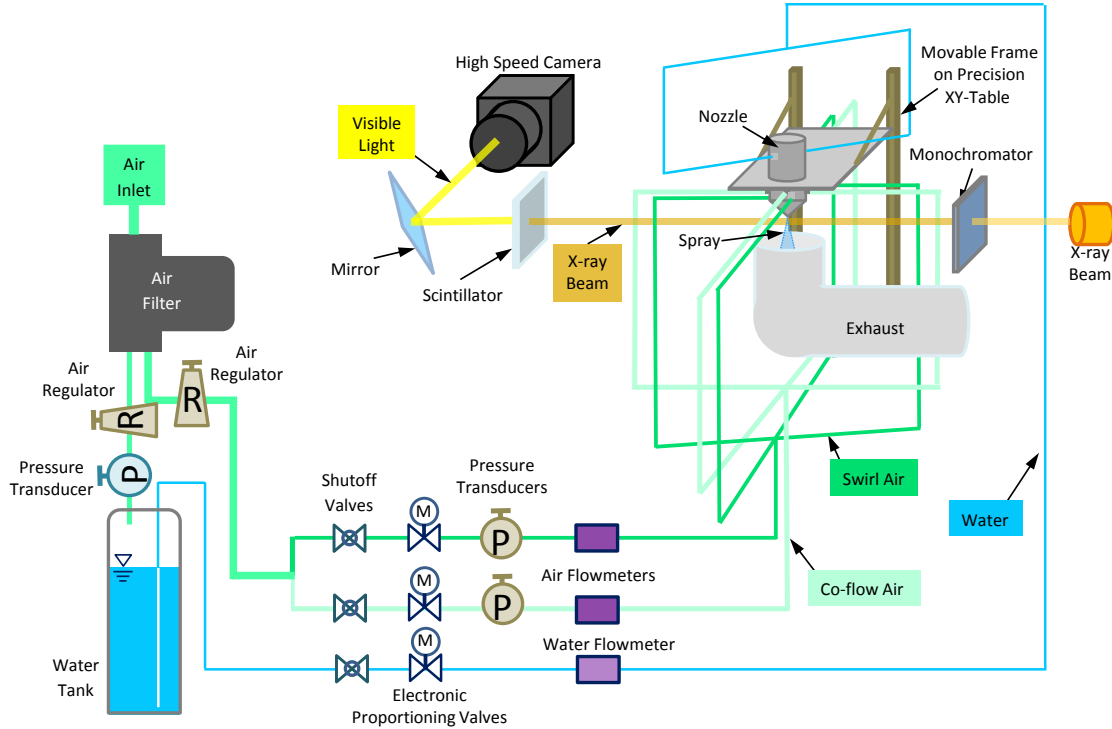 High Speed Camera
Movable Frame
on Precision
XY-Table
Visible
Light
Nozzle
Monochromator
Air
Inlet
Spray
Mirror
Scintillator
X-ray
Beam
X-ray
Beam
Air
Filter
Exhaust
Air
Regulator
Air
Regulator
R
R
Pressure
Transducer
P
Shutoff
Valves
Pressure
Transducers
Swirl Air
Water
M
P
Air Flowmeters
Co-flow Air
M
P
Water Flowmeter
M
Water
Tank
Electronic
Proportioning Valves